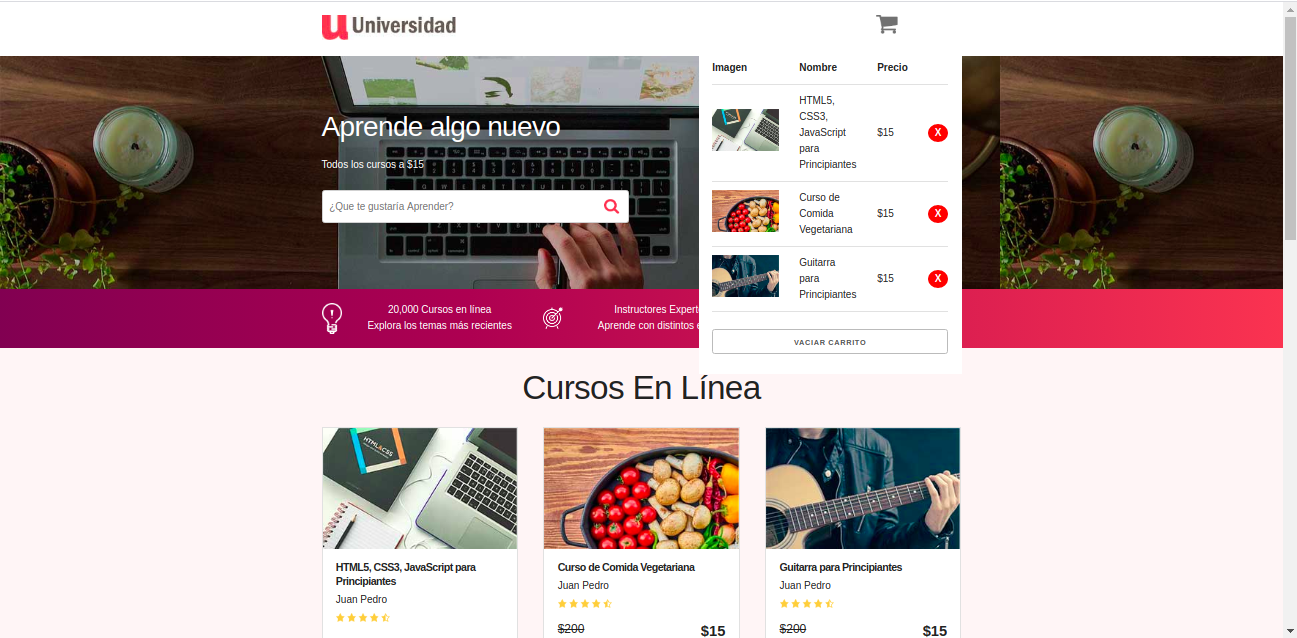 Universidad
Imagen Nombre Precio
HTML5,
CSS3,
JavaScript
para
Principiantes
$15
X
Curso de
Comida
Vegetariana
$15
X
Guitarra
para
Principiantes
$15
X
VACIAR CARRITO
Aprende algo nuevo
Todos los cursos a $15
¿Que te gustaría Aprender?
20,000 Cursos en línea
Explora los temas más recientes
Instructores
Aprende con distintos
Cursos En Línea
HTML&CSS
HTML5, CSS3, JavaScript para
Principiantes
Juan Pedro
Curso de Comida Vegetariana
Juan Pedro
$200 $15
Guitarra para Principiantes
Juan Pedro
$200 $15